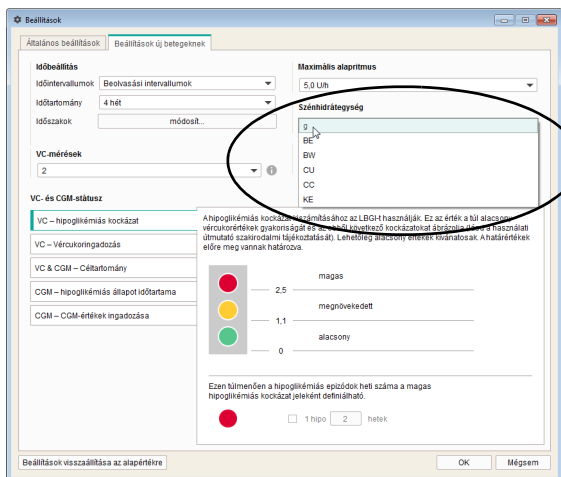 Beállítások
Általános beállítások
Beállítások új betegeknek
Időbeállítás
Időintervallumok Beolvasási intervallumok
Időtartomány 4 hét
Időszakok módosít...
VC-mérések
2
Maximális alapritmus
5,0 U/h
Szénhidrátegység
g
BE
BW
CU
CC
KE
VC- és CGM-státusz
VC – hipoglikémiás kockázat
VC – Vércukoringadozás
VC & CGM – Céltartomány
CGM – hipoglikémiás állapot időtartama
CGM – CGM-értékek ingadozása
A hipoglikémiás kockázat kiszámításához az LBGI-t használják. Ez az érték a túl alacsony
vércukorértékek gyakoriságát és az ebből következő kockázatokat ábrázolja (lásd a használati
útmutató szakirodalmi tájékoztatását). Lehetőleg alacsony értékek kívánatosak. A határértékek
előre meg vannak határozva.
magas
2,5
megnövekedett
1,1
alacsony
0
Ezen túlmenően a hipoglikémiás epizódok heti száma a magas
hipoglikémiás kockázat jeleként definiálható.
1 hipo 2 hetek
Beállítások visszaállítása az alapértékre
OK
Mégsem